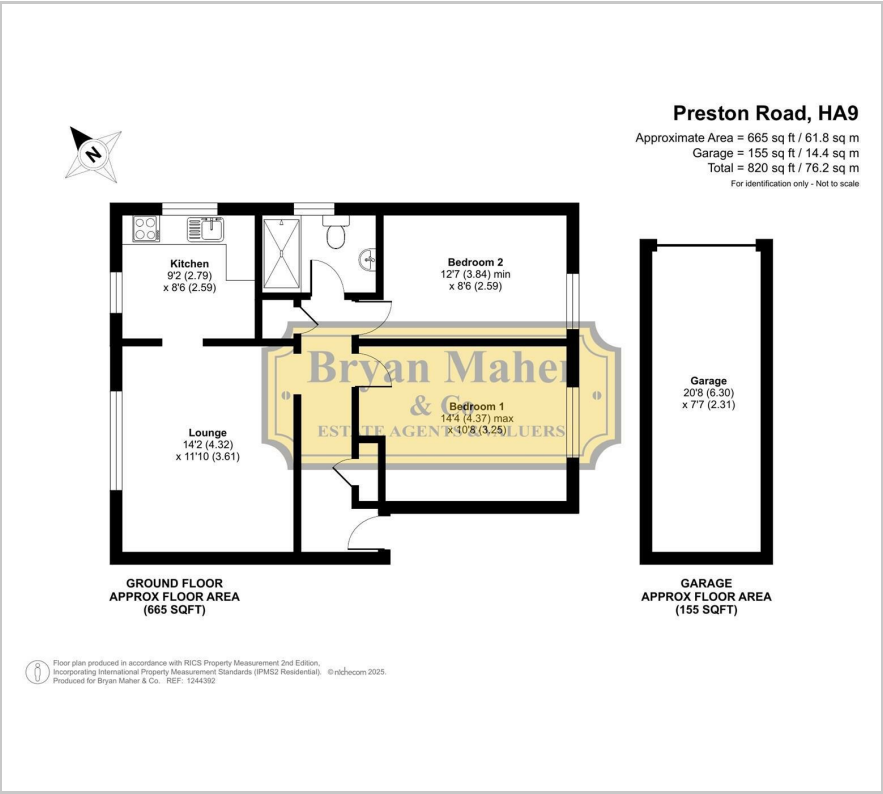 Preston Road, HA9
Approximate Area = 665 sq ft / 61.8 sq m
Garage = 155 sq ft / 14.4 sq m
Total = 820 sq ft / 76.2 sq m
For identification only - Not to scale
N
Kitchen
9'2 (2.79)
x 8'6 (2.59)
Bedroom 2
12'7 (3.84) min
x 8'6 (2.59)
Bryan Maher
& Co.
ESTATE AGENTS & VALUERS
Bedroom 1
14'4 (4.37) max
x 10'8 (3.25)
Lounge
14'2 (4.32)
x 11'10 (3.61)
Garage
20'8 (6.30)
x 7'7 (2.31)
GROUND FLOOR
APPROX FLOOR AREA
(665 SQFT)
GARAGE
APPROX FLOOR AREA
(155 SQFT)
Floor plan produced in accordance with RICS Property Measurement 2nd Edition,
Incorporating International Property Measurement Standards (IPMS2 Residential). ©nichecom 2025.
Produced for Bryan Maher & Co. REF: 1244392